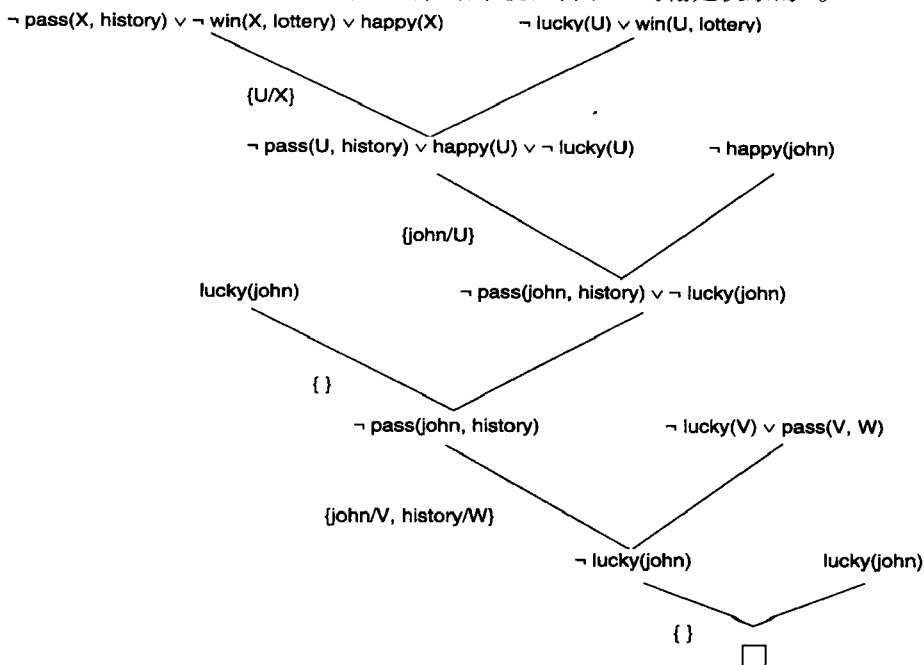 ¬ pass(X, history) ∨ ¬ win(X, lottery) ∨ happy(X) ¬ lucky(U) ∨ win(U, lottery)
{U/X}
¬ pass(U, history) ∨ happy(U) ∨ ¬ lucky(U) ¬ happy(john)
{john/U}
lucky(john) ¬ pass(john, history) ∨ ¬ lucky(john)
{ }
¬ pass(john, history) ¬ lucky(V) ∨ pass(V, W)
{john/V, history/W}
¬ lucky(john) lucky(john)
{ }